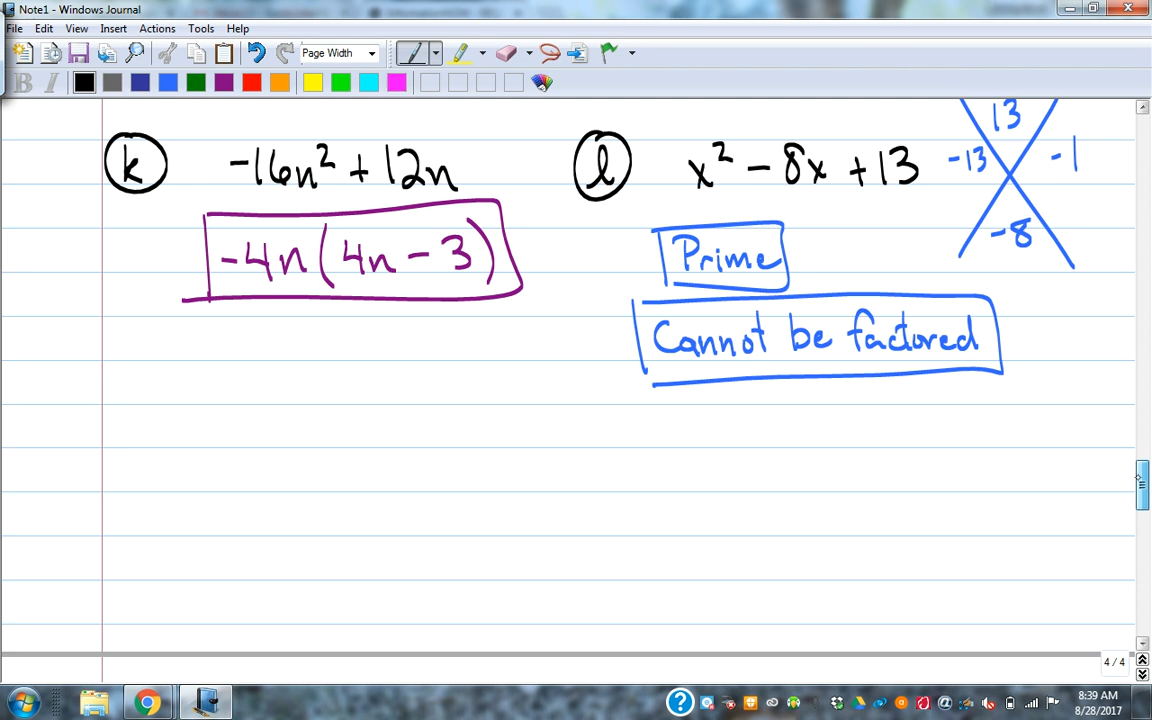 Note1 - Windows Journal
File Edit View Insert Actions Tools Help
Page Width
B I
k -16n² + 12n
-4n(4n - 3)
l x² - 8x + 13
13
-13 -1
-8
Prime
Cannot be factored
4 / 4
8:39 AM
8/28/2017